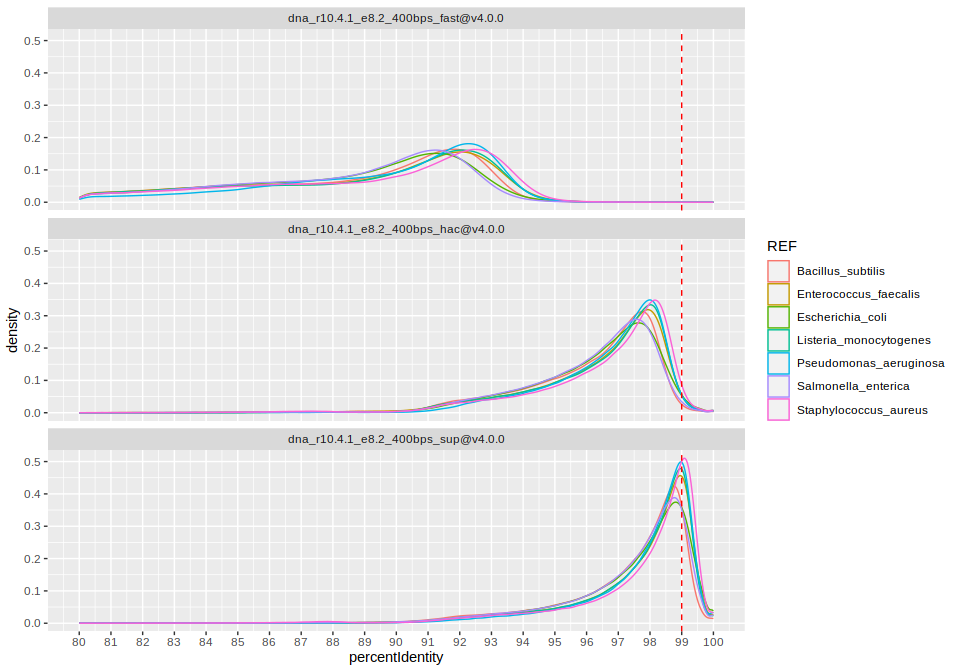 dna_r10.4.1_e8.2_400bps_fast@v4.0.0
0.5
0.4
0.3
0.2
0.1
0.0
dna_r10.4.1_e8.2_400bps_hac@v4.0.0
0.5
0.4
0.3
0.2
0.1
0.0
dna_r10.4.1_e8.2_400bps_sup@v4.0.0
0.5
0.4
0.3
0.2
0.1
0.0
density
80 81 82 83 84 85 86 87 88 89 90 91 92 93 94 95 96 97 98 99 100
percentIdentity
REF
Bacillus_subtilis
Enterococcus_faecalis
Escherichia_coli
Listeria_monocytogenes
Pseudomonas_aeruginosa
Salmonella_enterica
Staphylococcus_aureus